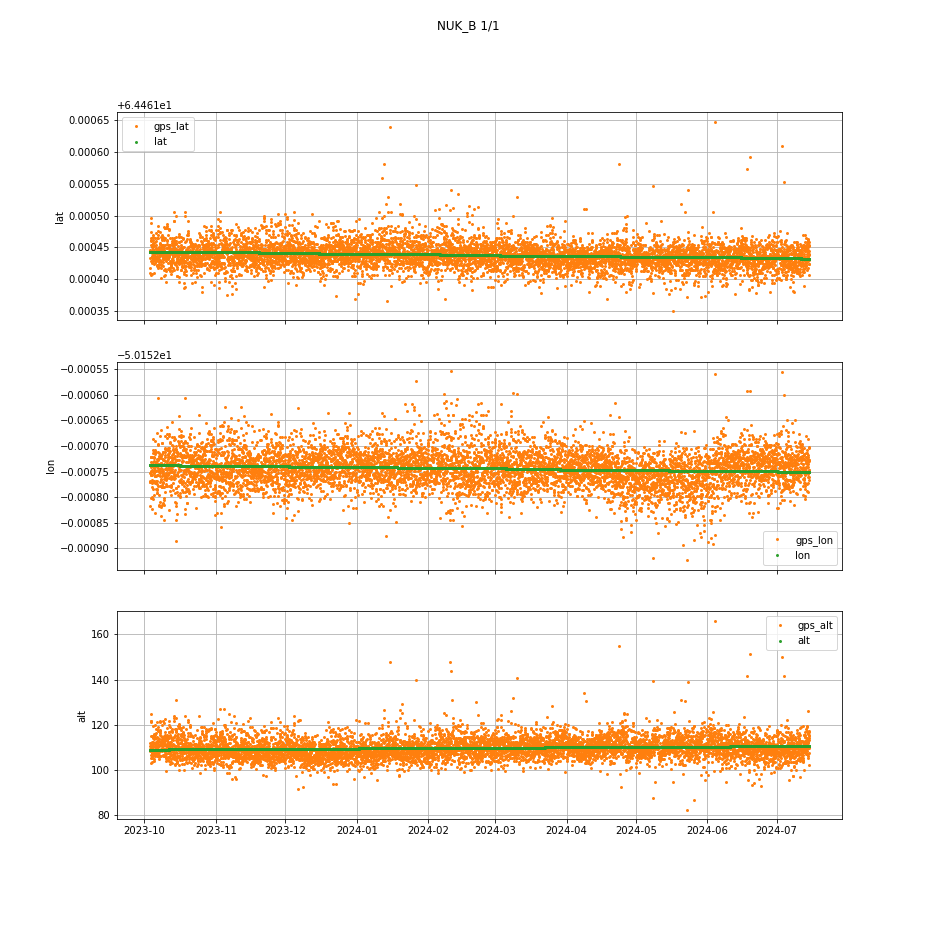 NUK_B 1/1
+6.4461e1
0.00065
0.00060
0.00055
0.00050
0.00045
0.00040
0.00035
lat
gps_lat
lat
−5.0152e1
−0.00055
−0.00060
−0.00065
−0.00070
−0.00075
−0.00080
−0.00085
−0.00090
lon
gps_lon
lon
160
140
120
100
80
alt
gps_alt
alt
2023-10 2023-11 2023-12 2024-01 2024-02 2024-03 2024-04 2024-05 2024-06 2024-07